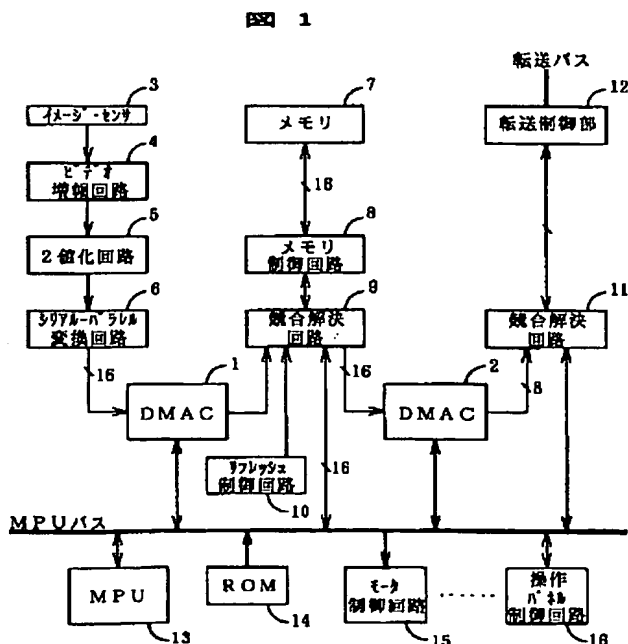 図 1
転送バス
3
イメージ・センサ
7
メモリ
12
転送制御部
4
ビデオ
増幅回路
16
5
2値化回路
8
メモリ
制御回路
6
シリアル-パラレル
変換回路
9
競合解決
回路
11
競合解決
回路
16
1
DMAC
16
2
DMAC
8
リフレッシュ
制御回路
10
16
MPUバス
MPU
13
ROM
14
モータ
制御回路
15
操作
パネル
制御回路
16